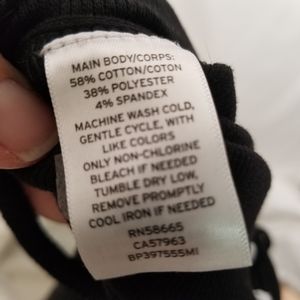 MAIN BODY/CORPS:
58% COTTON/COTON
38% POLYESTER
4% SPANDEX
MACHINE WASH COLD,
GENTLE CYCLE, WITH
LIKE COLORS
ONLY NON-CHLORINE
BLEACH IF NEEDED
TUMBLE DRY LOW,
REMOVE PROMPTLY
COOL IRON IF NEEDED
RN58665
CA57963
BP397555MI